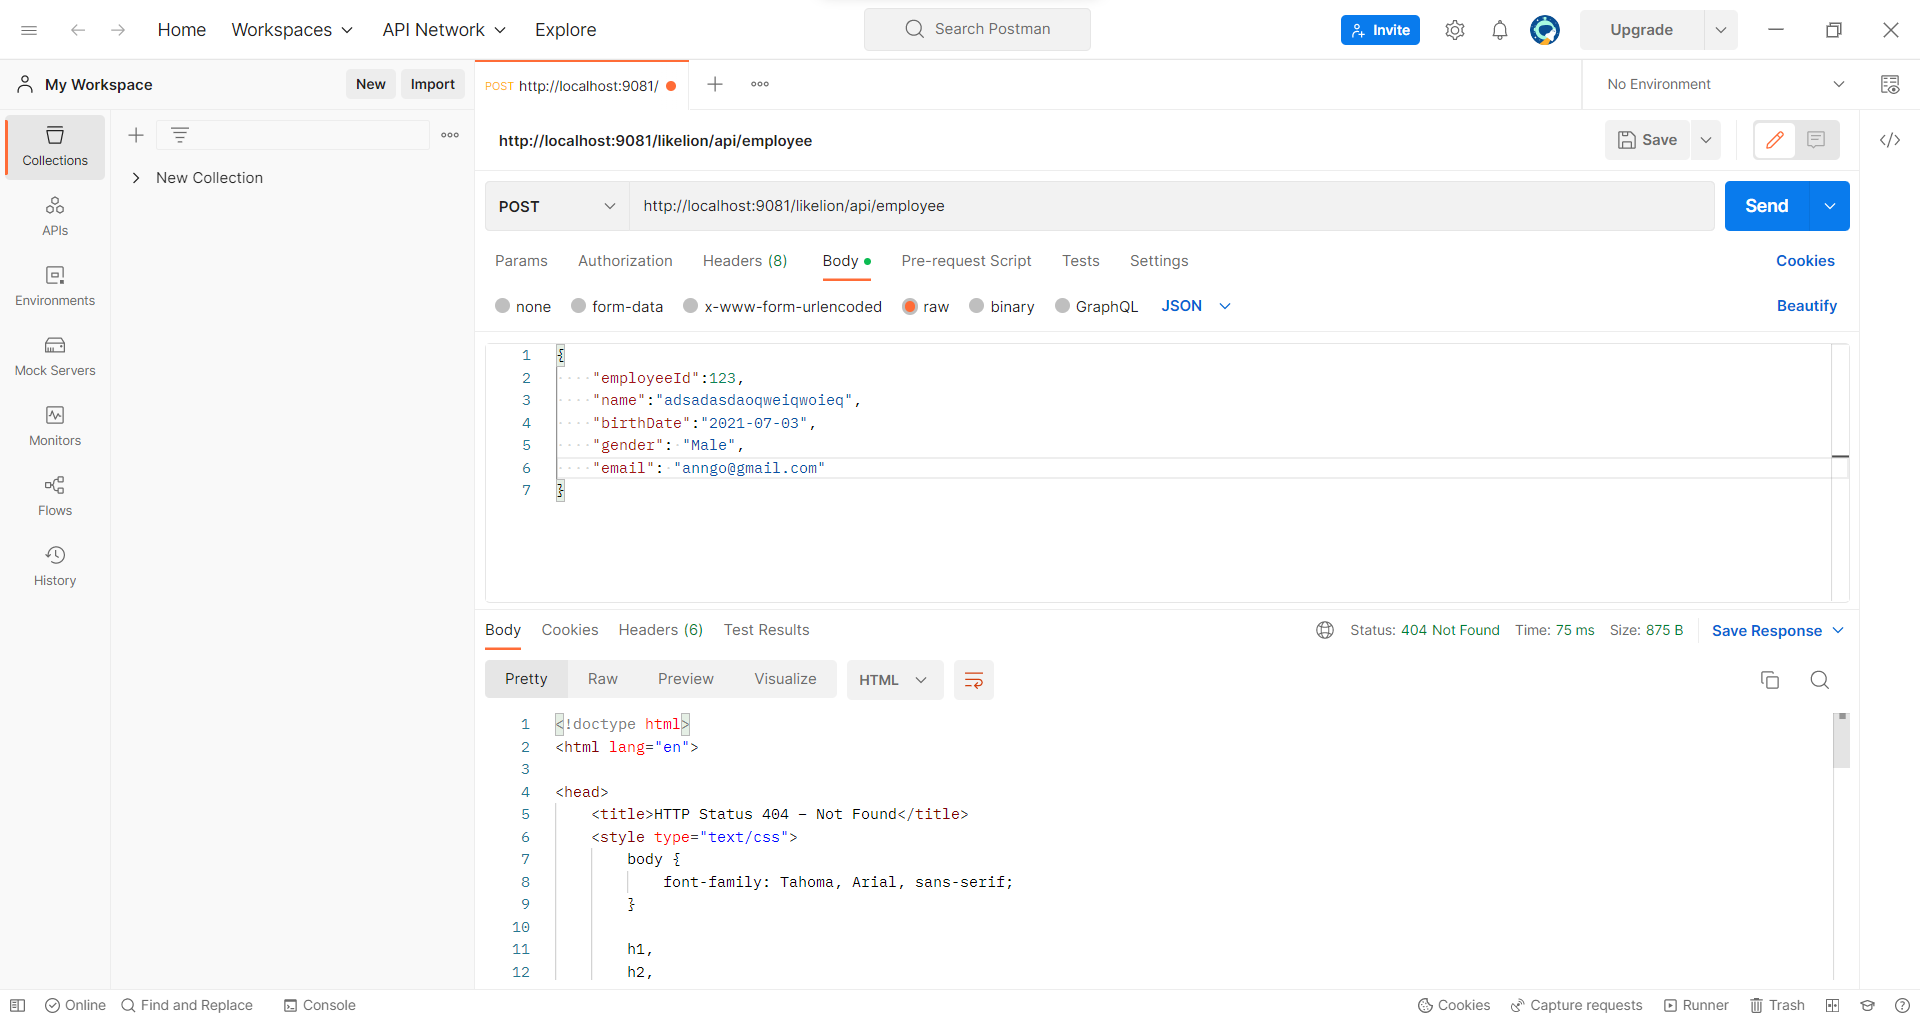 Home Workspaces API Network Explore Search Postman Invite Upgrade
My Workspace New Import POST http://localhost:9081/ No Environment
http://localhost:9081/likelion/api/employee Save
Collections
New Collection
APIs
Environments
Mock Servers
Monitors
Flows
History
POST http://localhost:9081/likelion/api/employee Send
Params Authorization Headers (8) Body Pre-request Script Tests Settings Cookies
none form-data x-www-form-urlencoded raw binary GraphQL JSON Beautify
1 {
2 "employeeId":123,
3 "name":"adsadasdaoqweiqwoieq",
4 "birthDate":"2021-07-03",
5 "gender": "Male",
6 "email": "anngo@gmail.com"
7 }
Body Cookies Headers (6) Test Results Status: 404 Not Found Time: 75 ms Size: 875 B Save Response
Pretty Raw Preview Visualize HTML
1 <!doctype html>
2 <html lang="en">
3
4 <head>
5 <title>HTTP Status 404 – Not Found</title>
6 <style type="text/css">
7 body {
8 font-family: Tahoma, Arial, sans-serif;
9 }
10
11 h1,
12 h2,
Online Find and Replace Console Cookies Capture requests Runner Trash